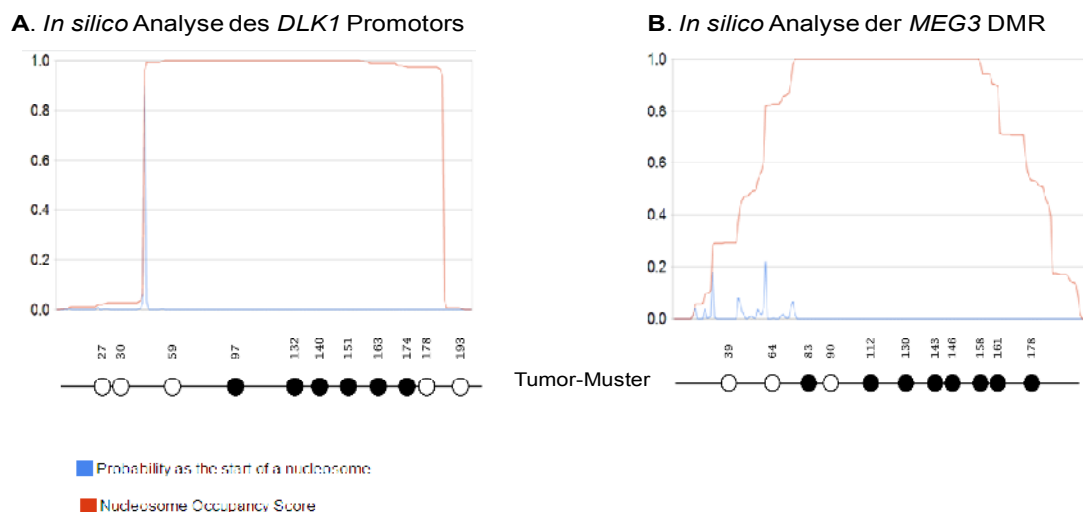 A. In silico Analyse des DLK1 Promotors
1.0
0.8
0.6
0.4
0.2
0.0
27 30 59 97 132 140 151 163 174 178 193
B. In silico Analyse der MEG3 DMR
1.0
0.8
0.6
0.4
0.2
0.0
39 64 83 90 112 130 143 146 158 161 178
Tumor-Muster
Probability as the start of a nucleosome
Nucleosome Occupancy Score